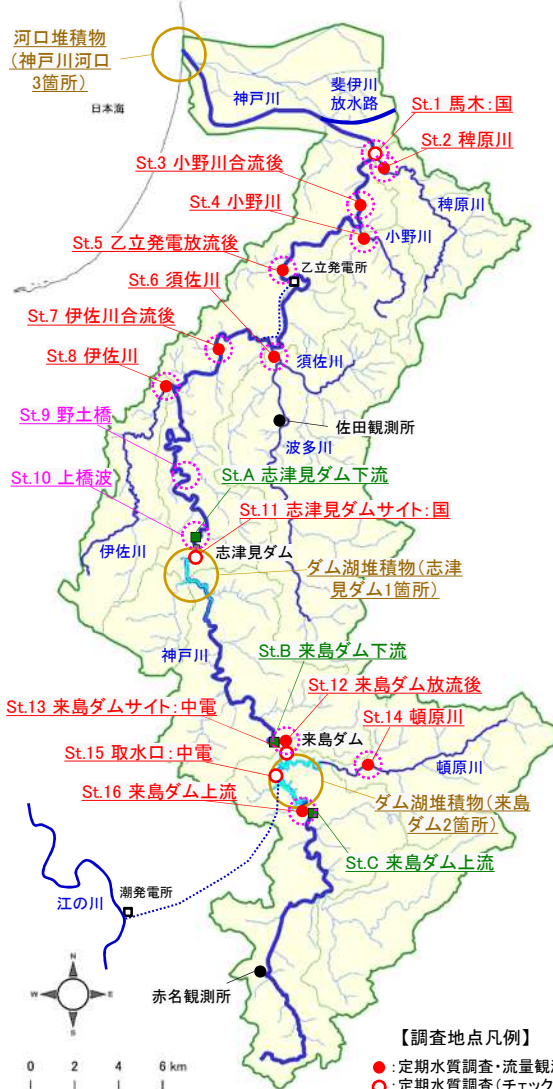 河口堆積物
(神戸川河口
3箇所)
日本海
神戸川
斐伊川
放水路
St.1 馬木:国
St.2 稗原川
St.3 小野川合流後
稗原川
St.4 小野川
小野川
St.5 乙立発電放流後
乙立発電所
St.6 須佐川
St.7 伊佐川合流後
St.8 伊佐川
須佐川
佐田観測所
St.9 野土橋
波多川
St.10 上橋波
St.A 志津見ダム下流
St.11 志津見ダムサイト:国
伊佐川
志津見ダム
ダム湖堆積物(志津
見ダム1箇所)
神戸川
St.B 来島ダム下流
St.12 来島ダム放流後
St.13 来島ダムサイト:中電
来島ダム
St.14 頓原川
St.15 取水口:中電
頓原川
St.16 来島ダム上流
ダム湖堆積物(来島
ダム2箇所)
St.C 来島ダム上流
江の川
潮発電所
赤名観測所
N
W
E
S
0 2 4 6 km
【調査地点凡例】
:定期水質調査・流量観
:定期水質調査(チェック